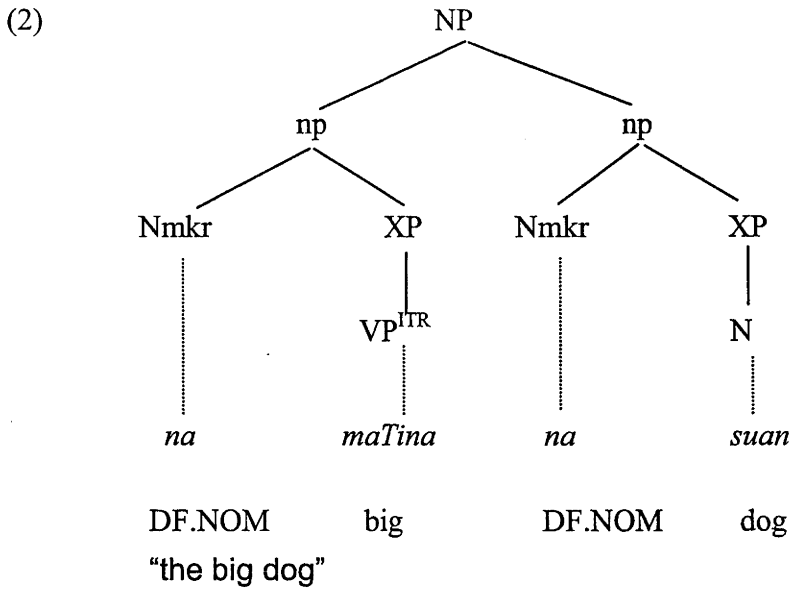 (2) NP
np np
Nmkr XP Nmkr XP
VP^ITR N
na maTina na suan
DF.NOM big DF.NOM dog
“the big dog”